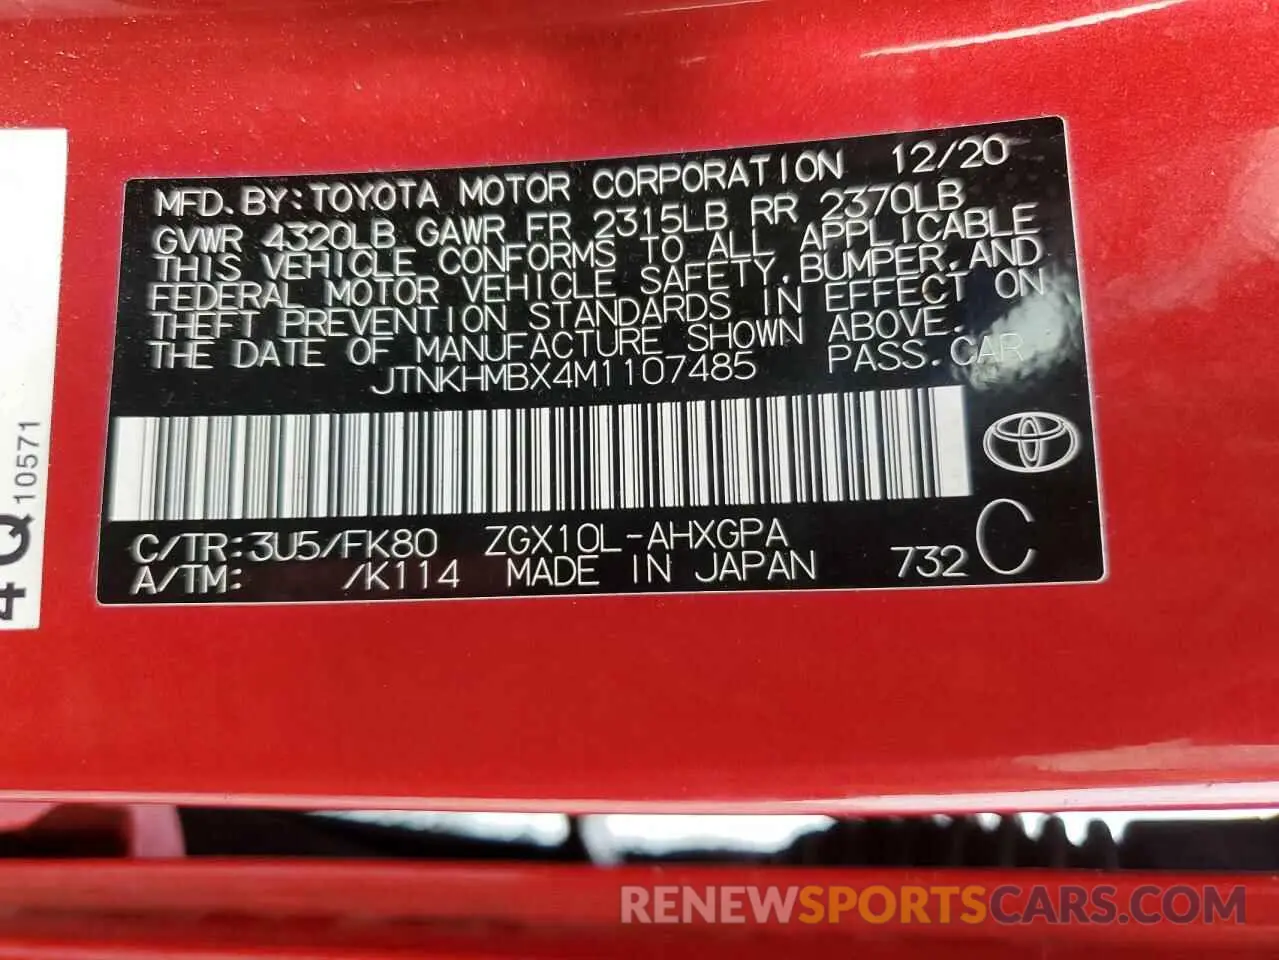 MFD. BY: TOYOTA MOTOR CORPORATION 12/20
GVWR 4320LB GAWR FR 2315LB RR 2370LB
THIS VEHICLE CONFORMS TO ALL APPLICABLE
FEDERAL MOTOR VEHICLE SAFETY, BUMPER, AND
THEFT PREVENTION STANDARDS IN EFFECT ON
THE DATE OF MANUFACTURE SHOWN ABOVE.
JTNKHMBX4M1107485 PASS. CAR
C/TR: 3U5/FK80 ZGX10L-AHXGPA
A/TM: /K114 MADE IN JAPAN 732 C
4Q 10571
RENEWSPORTSCARS.COM